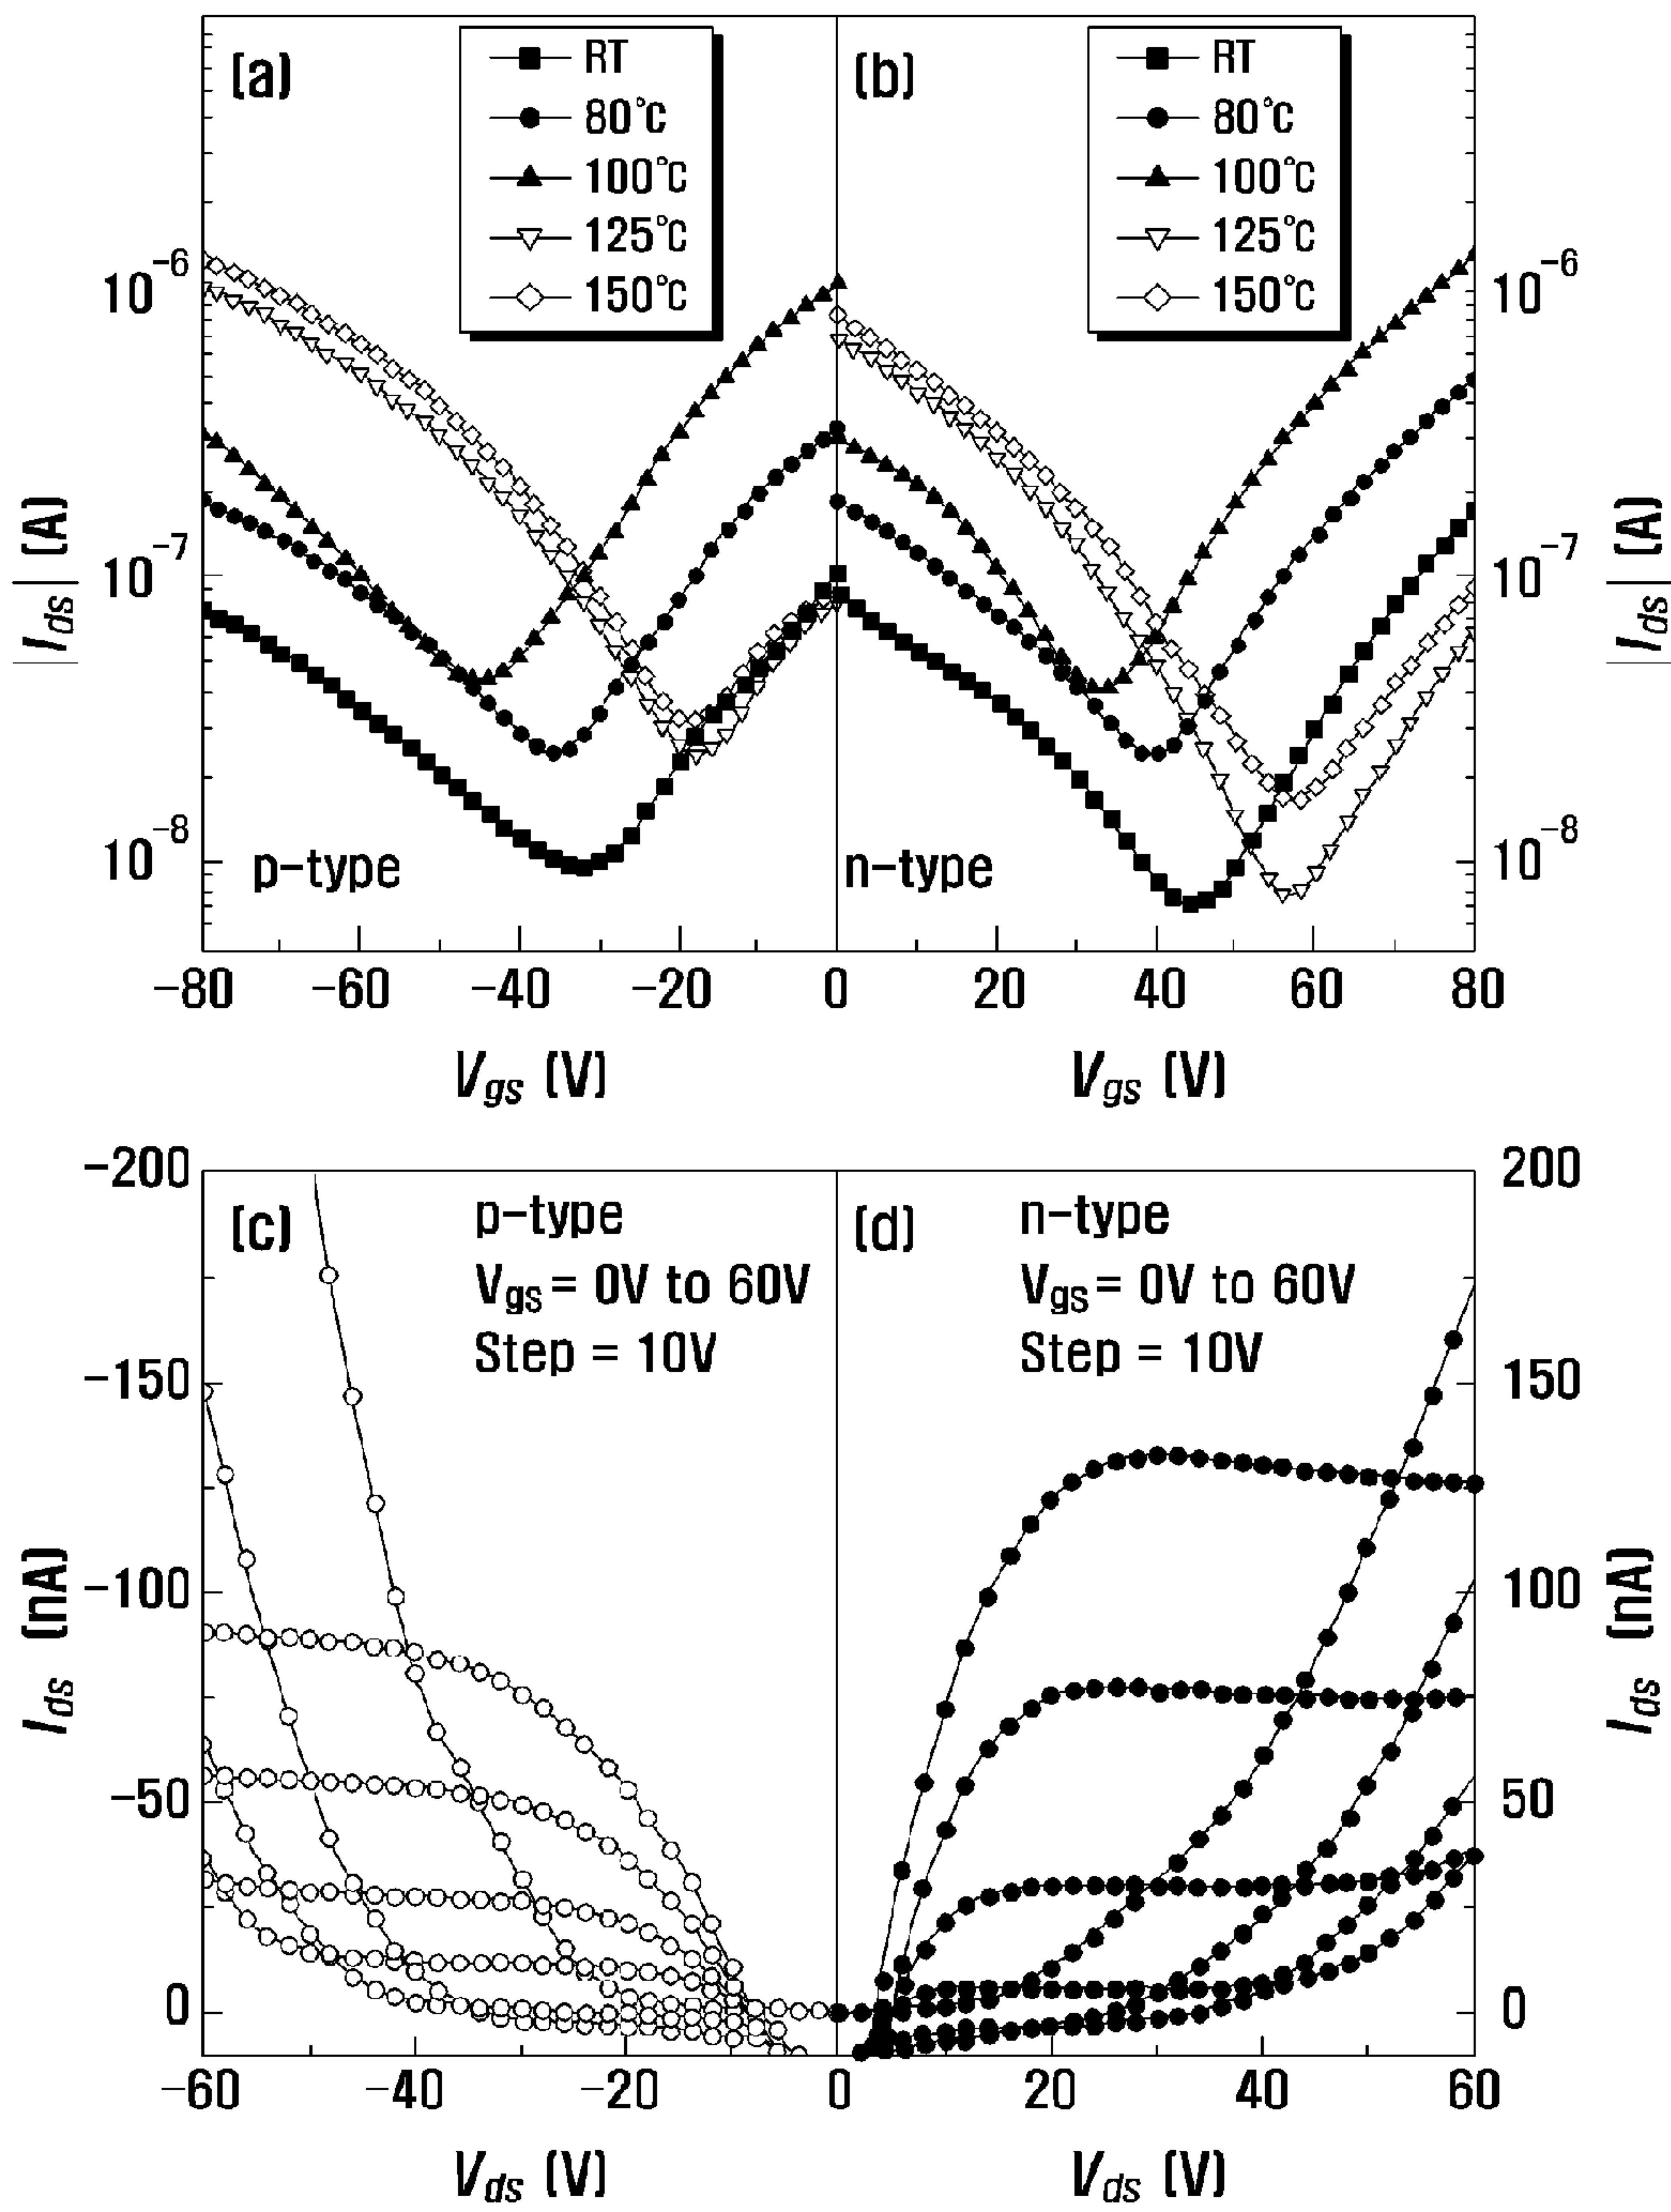 [a]
RT
80°C
100°C
125°C
150°C
[b]
RT
80°C
100°C
125°C
150°C
10⁻⁶
10⁻⁷
10⁻⁸
|I_ds| [A]
p-type
n-type
10⁻⁶
10⁻⁷
10⁻⁸
|I_ds| [A]
-80 -60 -40 -20 0 20 40 60 80
V_gs [V]
V_gs [V]
[c]
p-type
V_gs = 0V to 60V
Step = 10V
[d]
n-type
V_gs = 0V to 60V
Step = 10V
-200
-150
-100
-50
0
I_ds [nA]
200
150
100
50
0
I_ds [nA]
-60 -40 -20 0 20 40 60
V_ds [V]
V_ds [V]